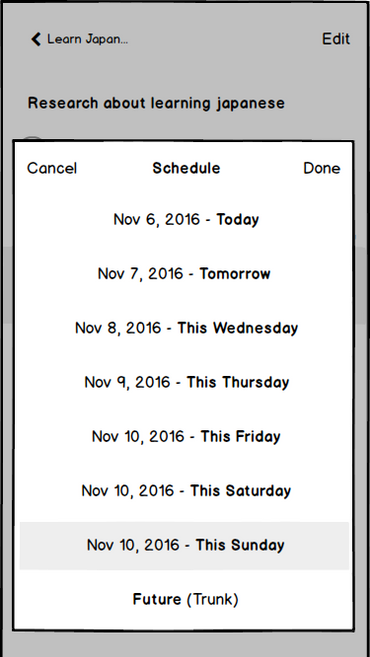 Learn Japan...
Edit
Research about learning japanese
Cancel
Schedule
Done
Nov 6, 2016 - Today
Nov 7, 2016 - Tomorrow
Nov 8, 2016 - This Wednesday
Nov 9, 2016 - This Thursday
Nov 10, 2016 - This Friday
Nov 10, 2016 - This Saturday
Nov 10, 2016 - This Sunday
Future (Trunk)